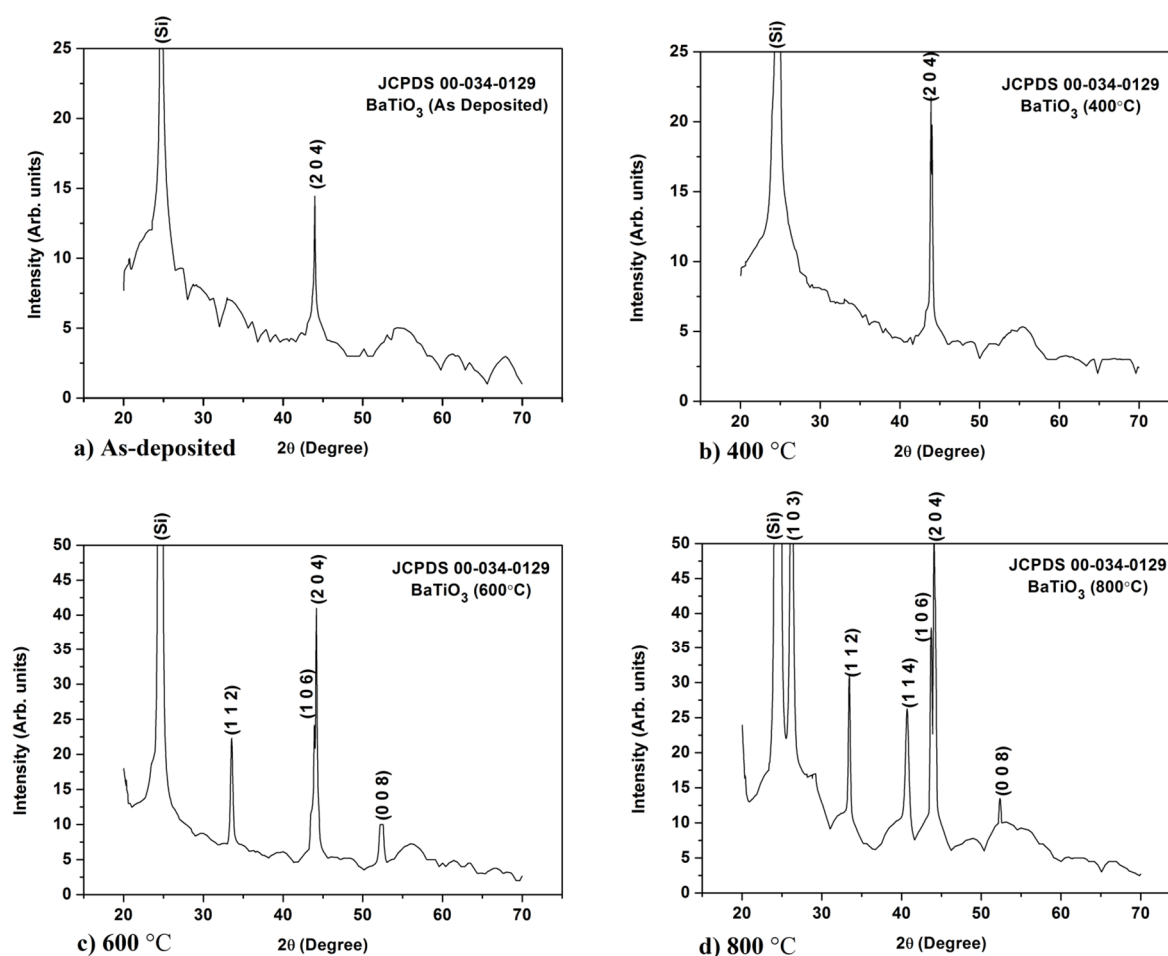 (Si)
25
20
15
10
5
0
Intensity (Arb. units)
JCPDS 00-034-0129
BaTiO3 (As Deposited)
(2 0 4)
20 30 40 50 60 70
2θ (Degree)
a) As-deposited
(Si)
25
20
15
10
5
0
Intensity (Arb. units)
(2 0 4)
JCPDS 00-034-0129
BaTiO3 (400°C)
20 30 40 50 60 70
2θ (Degree)
b) 400 °C
(Si)
50
45
40
35
30
25
20
15
10
5
0
Intensity (Arb. units)
JCPDS 00-034-0129
BaTiO3 (600°C)
(1 1 2)
(1 0 6)
(2 0 4)
(0 0 8)
20 30 40 50 60 70
2θ (Degree)
c) 600 °C
(Si)
(1 0 3)
50
45
40
35
30
25
20
15
10
5
0
Intensity (Arb. units)
(1 1 2)
(1 1 4)
(1 0 6)
(2 0 4)
(0 0 8)
JCPDS 00-034-0129
BaTiO3 (800°C)
20 30 40 50 60 70
2θ (Degree)
d) 800 °C